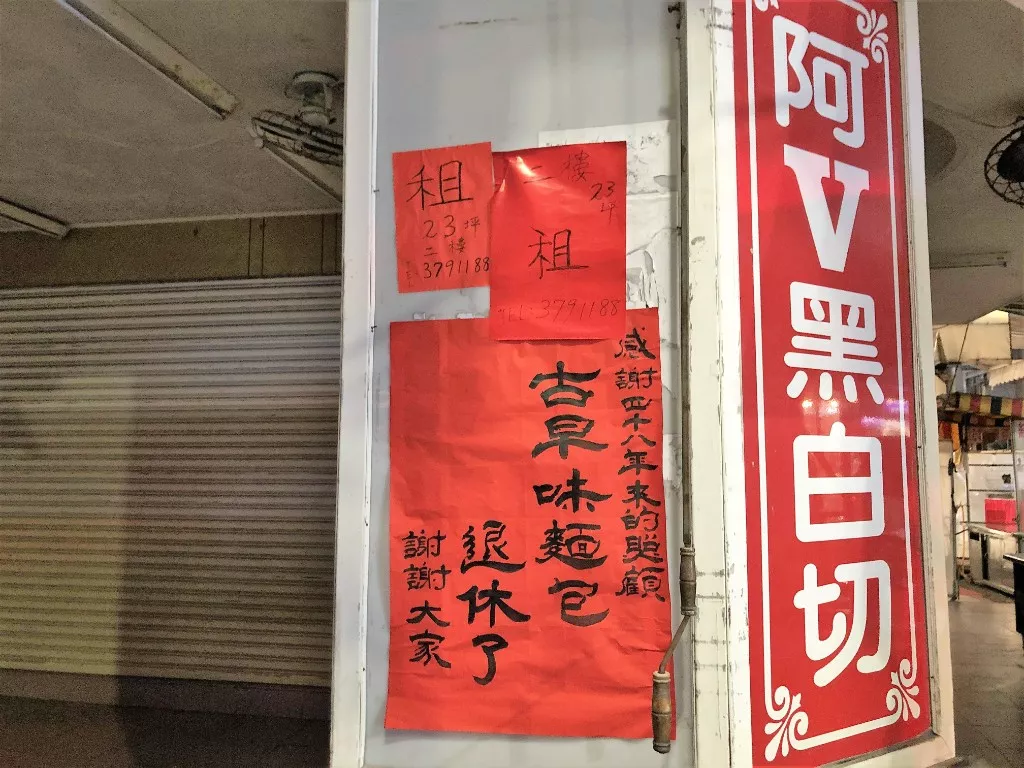 租
23坪
二樓
3791188
二樓
23坪
租
TEL:3791188
感謝四十八年來的照顧
古早味麵包
退休了
謝謝大家
阿V黑白切